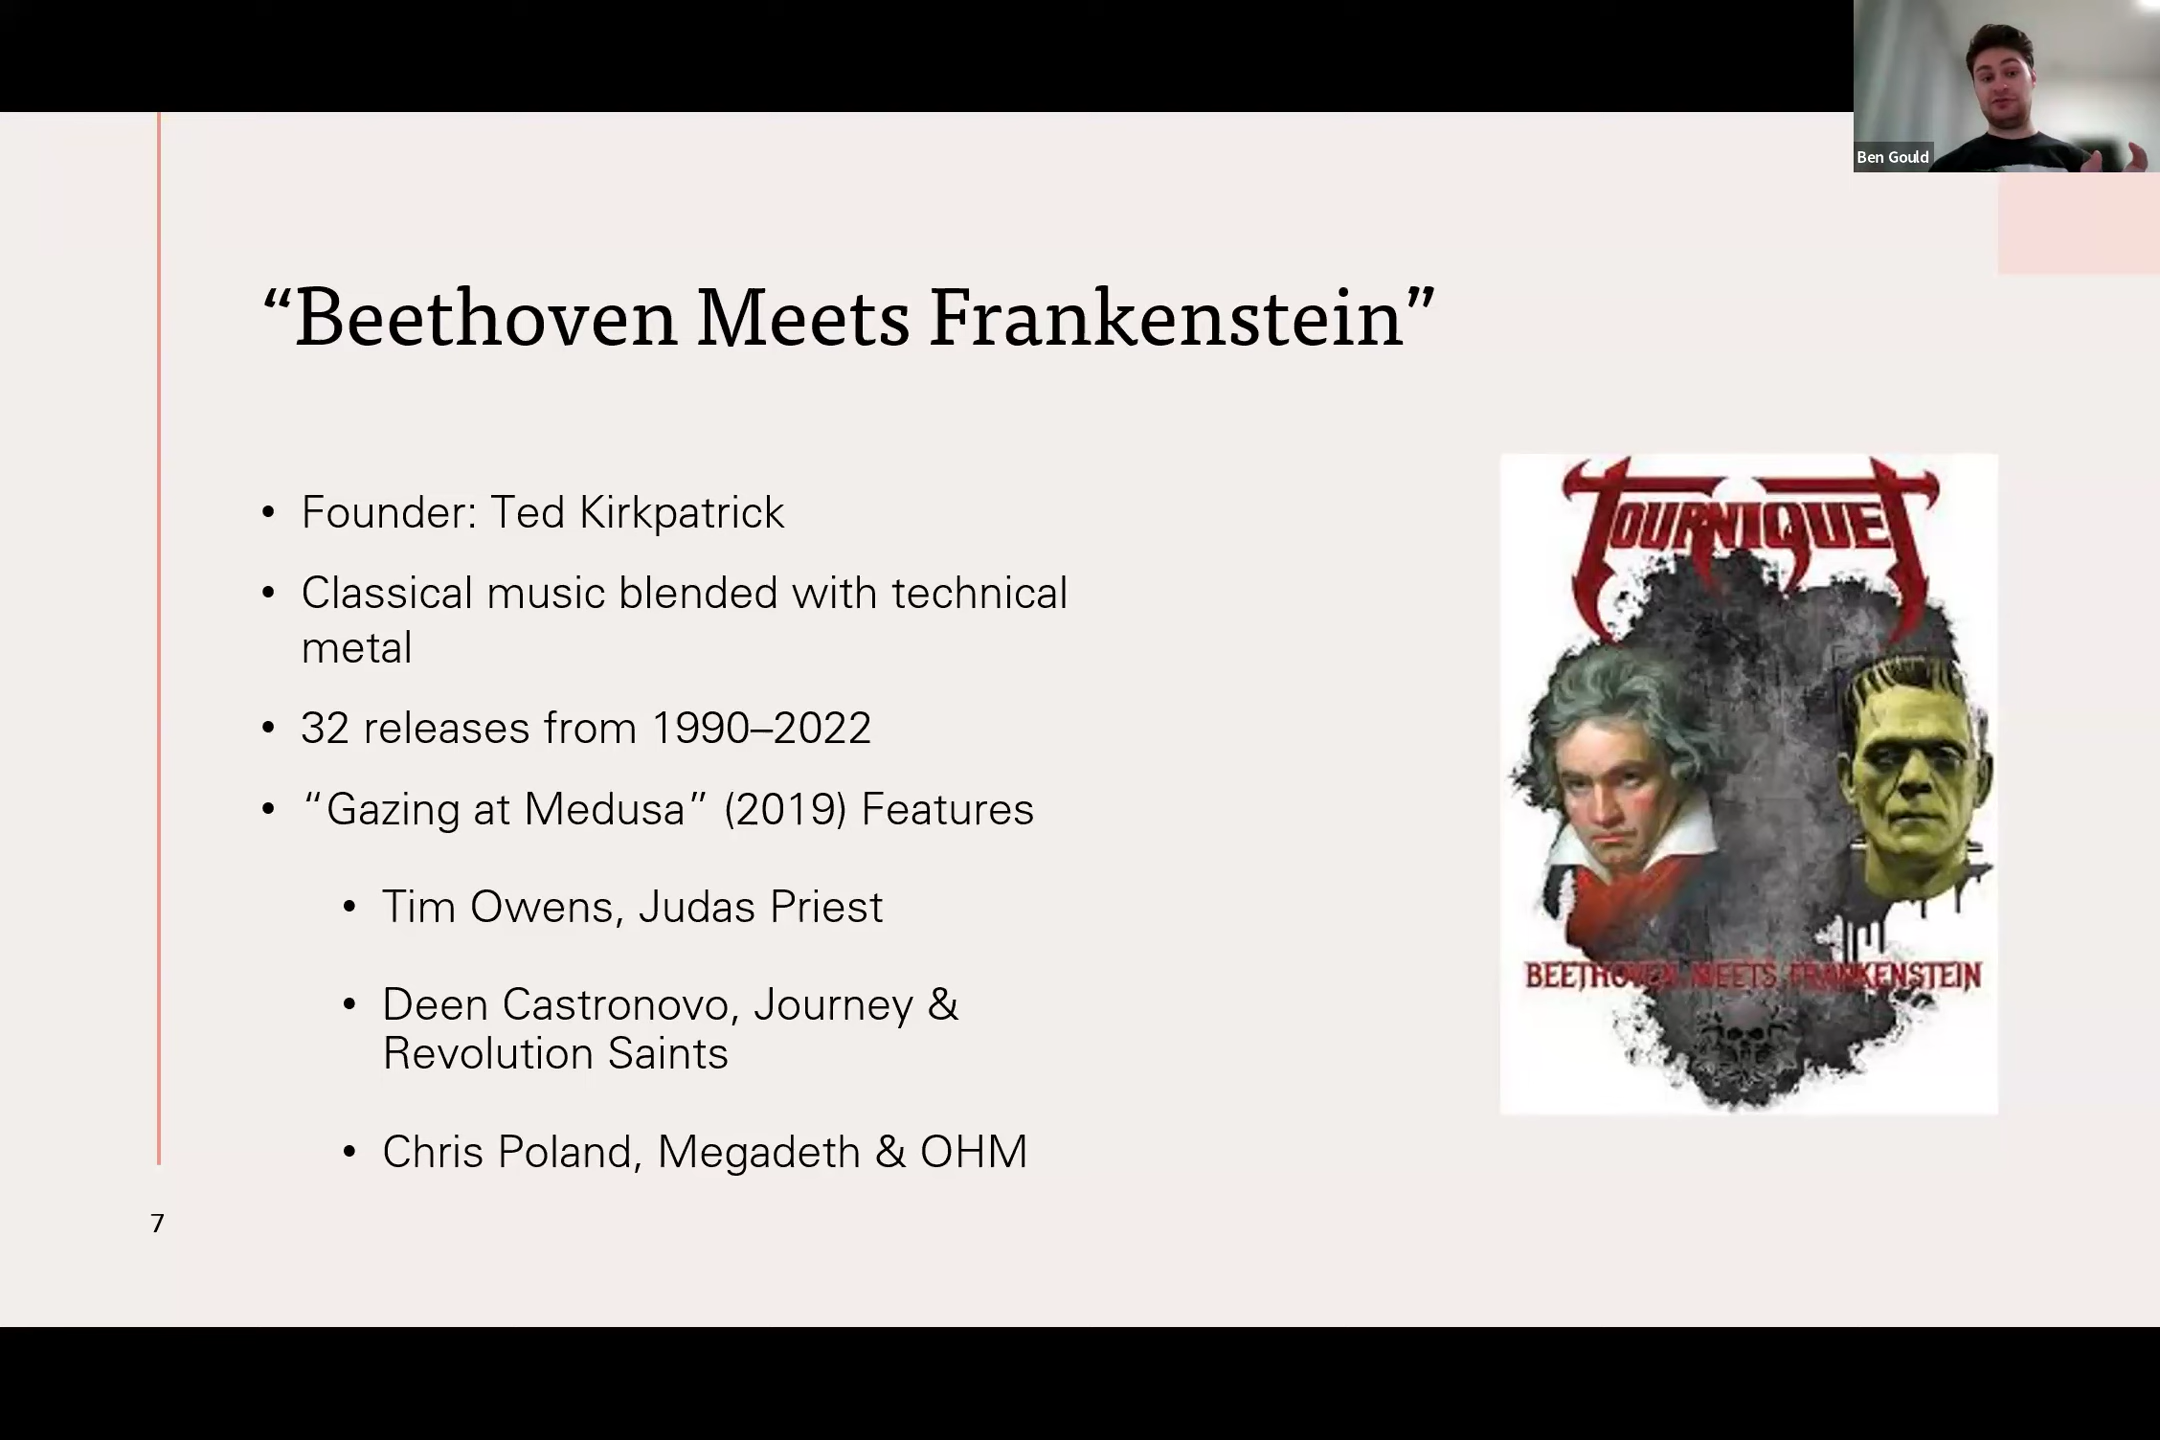 Ben Gould
“Beethoven Meets Frankenstein”
• Founder: Ted Kirkpatrick
• Classical music blended with technical
metal
• 32 releases from 1990–2022
• “Gazing at Medusa” (2019) Features
• Tim Owens, Judas Priest
• Deen Castronovo, Journey &
Revolution Saints
• Chris Poland, Megadeth & OHM
TOURNIQUET
BEETHOVEN MEETS FRANKENSTEIN
7